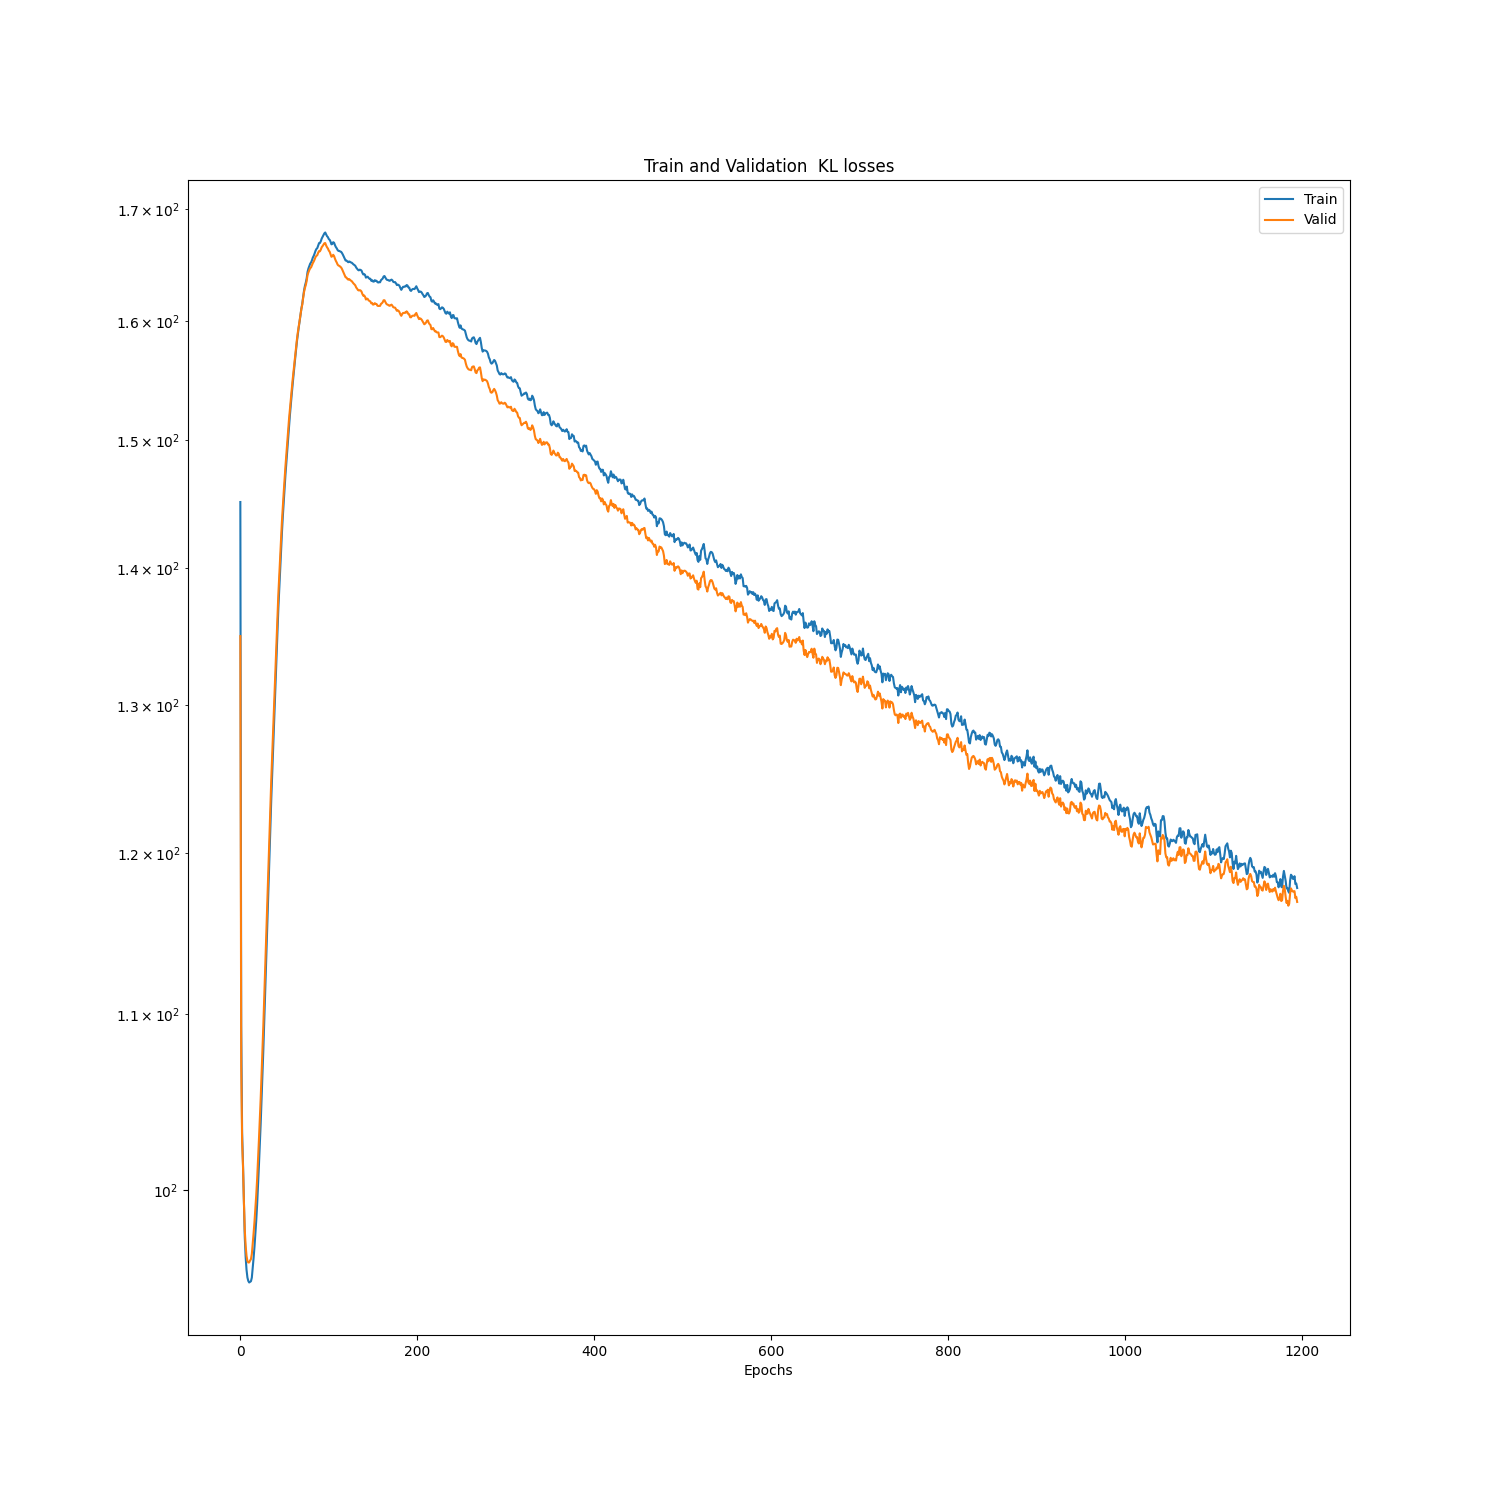 Train and Validation  KL losses
Train
Valid
1.7 × 10²
1.6 × 10²
1.5 × 10²
1.4 × 10²
1.3 × 10²
1.2 × 10²
1.1 × 10²
10²
0 200 400 600 800 1000 1200
Epochs